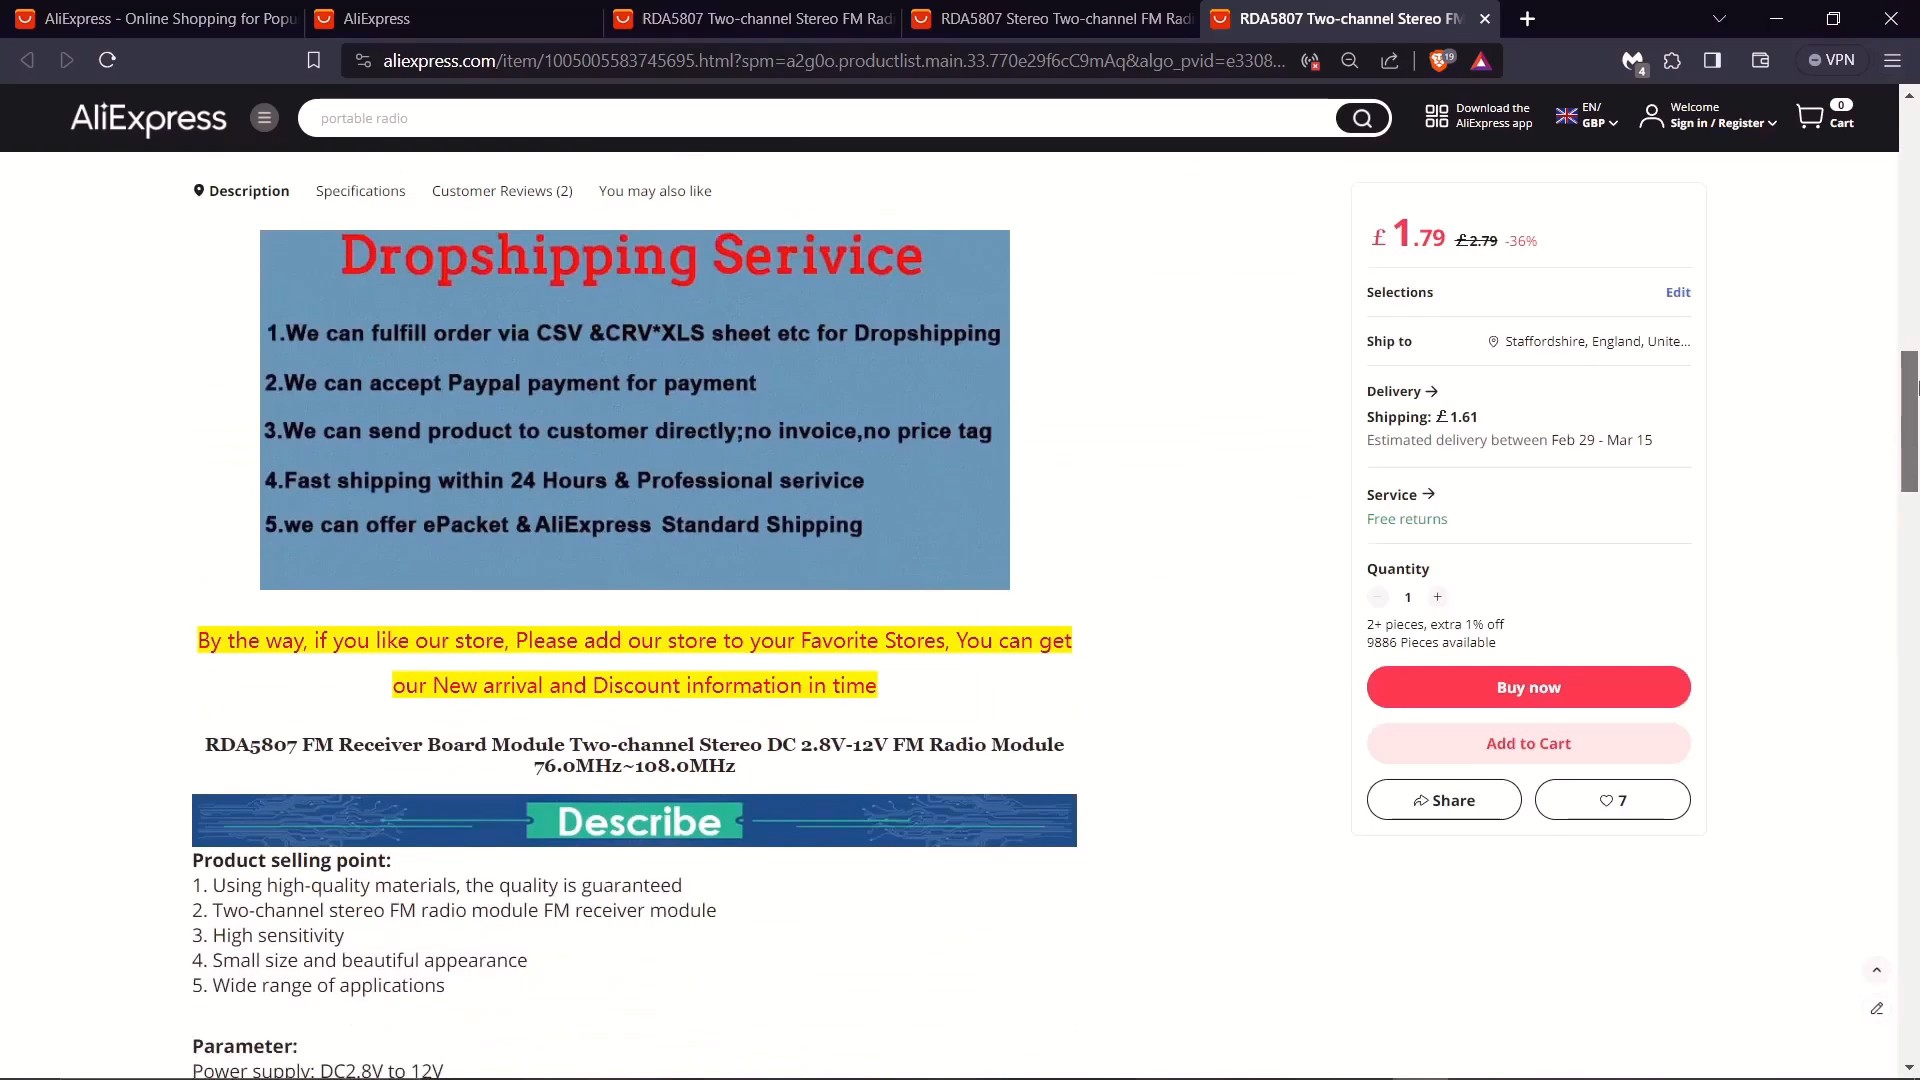 AliExpress - Online Shopping for Popu
AliExpress
RDA5807 Two-channel Stereo FM Radi
RDA5807 Stereo Two-channel FM Radi
RDA5807 Two-channel Stereo FM
aliexpress.com/item/1005005583745695.html?spm=a2g0o.productlist.main.33.770e29f6cC9mAq&algo_pvid=e3308...
19
4
VPN
AliExpress
portable radio
Download the
AliExpress app
EN/
GBP
Welcome
Sign in / Register
0
Cart
Description
Specifications
Customer Reviews (2)
You may also like
Dropshipping Serivice
1.We can fulfill order via CSV &CRV*XLS sheet etc for Dropshipping
2.We can accept Paypal payment for payment
3.We can send product to customer directly;no invoice,no price tag
4.Fast shipping within 24 Hours & Professional serivice
5.we can offer ePacket & AliExpress Standard Shipping
By the way, if you like our store, Please add our store to your Favorite Stores, You can get
our New arrival and Discount information in time
RDA5807 FM Receiver Board Module Two-channel Stereo DC 2.8V-12V FM Radio Module
76.0MHz~108.0MHz
Describe
Product selling point:
1. Using high-quality materials, the quality is guaranteed
2. Two-channel stereo FM radio module FM receiver module
3. High sensitivity
4. Small size and beautiful appearance
5. Wide range of applications
Parameter:
Power supply: DC2.8V to 12V
£ 1.79 £2.79 -36%
Selections
Edit
Ship to
Staffordshire, England, Unite...
Delivery
Shipping: £1.61
Estimated delivery between Feb 29 - Mar 15
Service
Free returns
Quantity
1
2+ pieces, extra 1% off
9886 Pieces available
Buy now
Add to Cart
Share
7